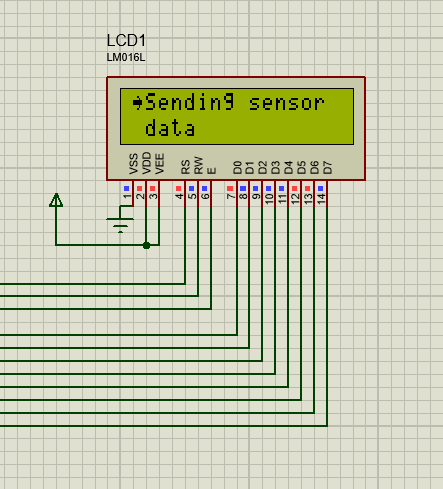 LCD1
LM016L
→Sending sensor
data
VSS VDD VEE RS RW E D0 D1 D2 D3 D4 D5 D6 D7
1 2 3 4 5 6 7 8 9 10 11 12 13 14